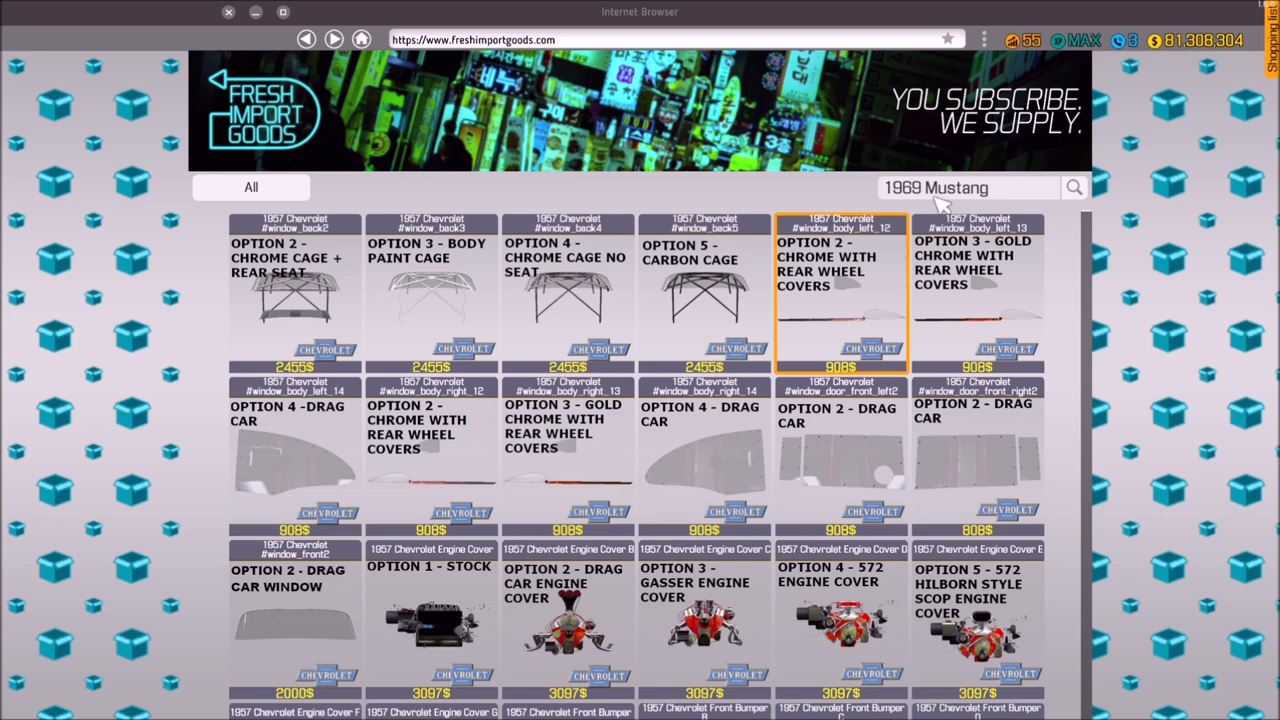 Internet Browser
1.6
https://www.freshimportgoods.com
55
XP MAX
3
$ 81,308,304
Shopping list
FRESH
IMPORT
GOODS
YOU SUBSCRIBE.
WE SUPPLY.
All
1969 Mustang
1957 Chevrolet
#window_back2
OPTION 2 -
CHROME CAGE +
REAR SEAT
CHEVROLET
2455$
1957 Chevrolet
#window_back3
OPTION 3 - BODY
PAINT CAGE
CHEVROLET
2455$
1957 Chevrolet
#window_back4
OPTION 4 -
CHROME CAGE NO
SEAT
CHEVROLET
2455$
1957 Chevrolet
#window_back5
OPTION 5 -
CARBON CAGE
CHEVROLET
2455$
1957 Chevrolet
#window_body_left_12
OPTION 2 -
CHROME WITH
REAR WHEEL
COVERS
CHEVROLET
908$
1957 Chevrolet
#window_body_left_13
OPTION 3 - GOLD
CHROME WITH
REAR WHEEL
COVERS
CHEVROLET
908$
1957 Chevrolet
#window_body_left_14
OPTION 4 -DRAG
CAR
CHEVROLET
908$
1957 Chevrolet
#window_body_right_12
OPTION 2 -
CHROME WITH
REAR WHEEL
COVERS
CHEVROLET
908$
1957 Chevrolet
#window_body_right_13
OPTION 3 - GOLD
CHROME WITH
REAR WHEEL
COVERS
CHEVROLET
908$
1957 Chevrolet
#window_body_right_14
OPTION 4 - DRAG
CAR
CHEVROLET
908$
1957 Chevrolet
#window_door_front_left2
OPTION 2 - DRAG
CAR
CHEVROLET
908$
1957 Chevrolet
#window_door_front_right2
OPTION 2 - DRAG
CAR
CHEVROLET
808$
1957 Chevrolet
#window_front2
OPTION 2 - DRAG
CAR WINDOW
CHEVROLET
2000$
1957 Chevrolet Engine Cover
OPTION 1 - STOCK
CHEVROLET
3097$
1957 Chevrolet Engine Cover B
OPTION 2 - DRAG
CAR ENGINE
COVER
CHEVROLET
3097$
1957 Chevrolet Engine Cover C
OPTION 3 -
GASSER ENGINE
COVER
CHEVROLET
3097$
1957 Chevrolet Engine Cover D
OPTION 4 - 572
ENGINE COVER
CHEVROLET
3097$
1957 Chevrolet Engine Cover E
OPTION 5 - 572
HILBORN STYLE
SCOP ENGINE
COVER
CHEVROLET
3097$
1957 Chevrolet Engine Cover F
1957 Chevrolet Engine Cover G
1957 Chevrolet Front Bumper
1957 Chevrolet Front Bumper
1957 Chevrolet Front Bumper
1957 Chevrolet Front Bumper